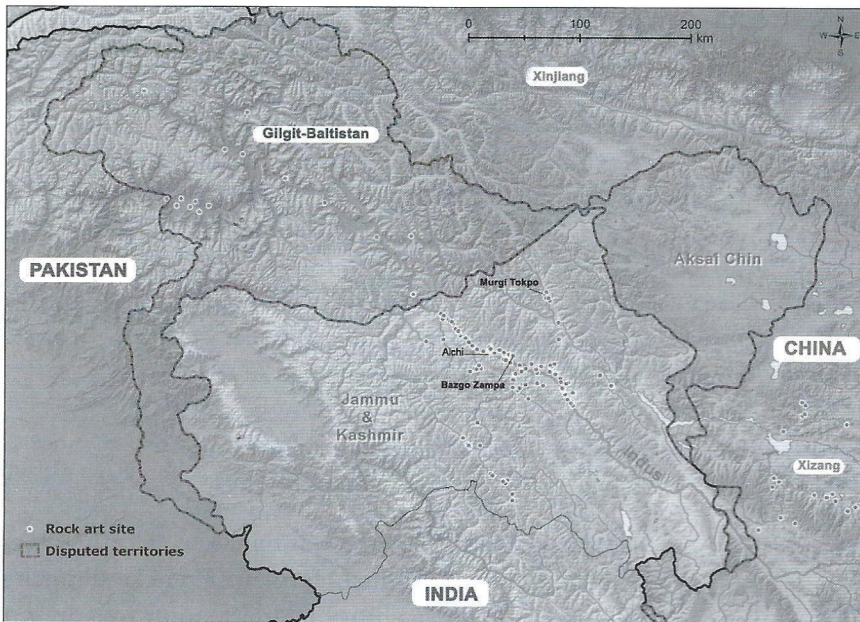 0 100 200
km
N
W E
S
Xinjiang
Gilgit-Baltistan
PAKISTAN
Aksai Chin
Murgi Tokpo
CHINA
Alchi
Bazgo Zampa
Jammu
&
Kashmir
Indus
Xizang
Rock art site
Disputed territories
INDIA